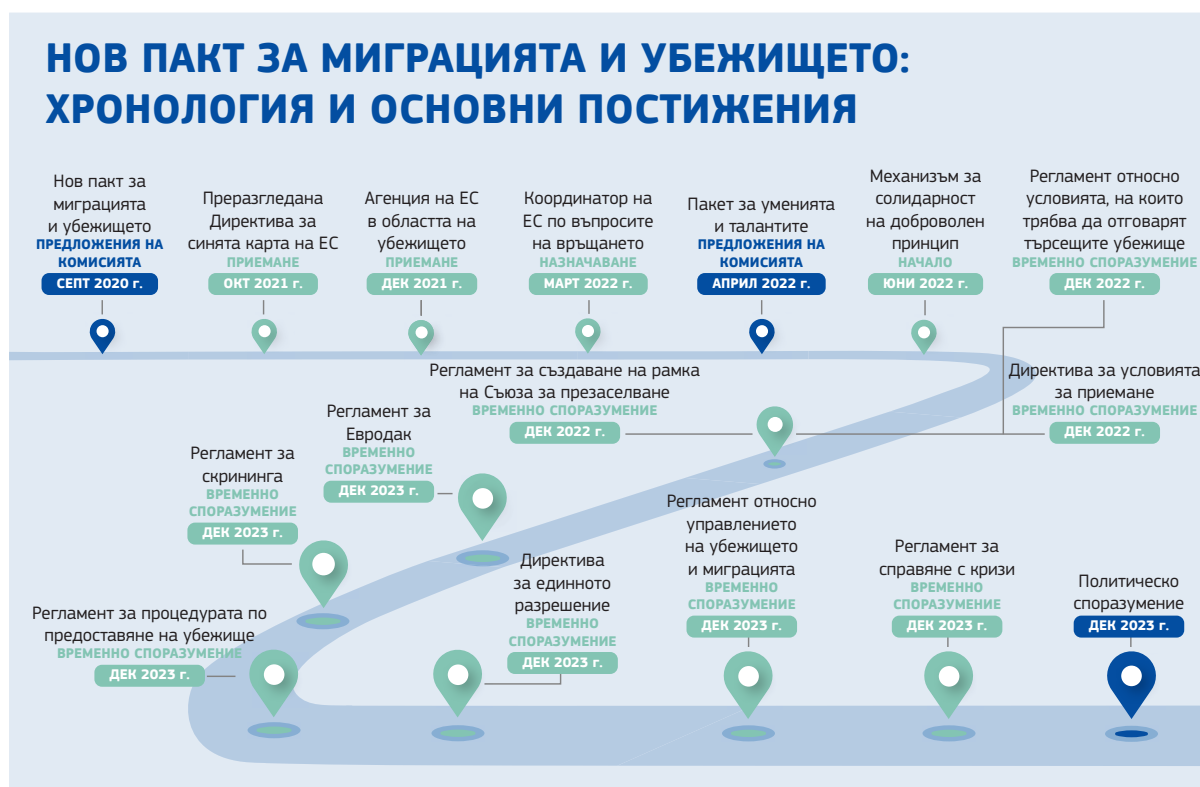 НОВ ПАКТ ЗА МИГРАЦИЯТА И УБЕЖИЩЕТО:
ХРОНОЛОГИЯ И ОСНОВНИ ПОСТИЖЕНИЯ
Нов пакт за
миграцията
и убежището
ПРЕДЛОЖЕНИЯ НА
КОМИСИЯТА
СЕПТ 2020 г.
Преразгледана
Директива за
синята карта на ЕС
ПРИЕМАНЕ
ОКТ 2021 г.
Агенция на ЕС
в областта на
убежището
ПРИЕМАНЕ
ДЕК 2021 г.
Координатор на
ЕС по въпросите
на връщането
НАЗНАЧАВАНЕ
МАРТ 2022 г.
Пакет за уменията
и талантите
ПРЕДЛОЖЕНИЯ НА
КОМИСИЯТА
АПРИЛ 2022 г.
Механизъм за
солидарност
на доброволен
принцип
НАЧАЛО
ЮНИ 2022 г.
Регламент относно
условията, на които
трябва да отговарят
търсещите убежище
ВРЕМЕННО СПОРАЗУМЕНИЕ
ДЕК 2022 г.
Директива за условията
за приемане
ВРЕМЕННО СПОРАЗУМЕНИЕ
ДЕК 2022 г.
Регламент за създаване на рамка
на Съюза за презаселване
ВРЕМЕННО СПОРАЗУМЕНИЕ
ДЕК 2022 г.
Регламент за
Евродак
ВРЕМЕННО
СПОРАЗУМЕНИЕ
ДЕК 2023 г.
Регламент за
скрининга
ВРЕМЕННО
СПОРАЗУМЕНИЕ
ДЕК 2023 г.
Регламент за процедурата по
предоставяне на убежище
ВРЕМЕННО СПОРАЗУМЕНИЕ
ДЕК 2023 г.
Директива
за единното
разрешение
ВРЕМЕННО
СПОРАЗУМЕНИЕ
ДЕК 2023 г.
Регламент относно
управлението
на убежището
и миграцията
ВРЕМЕННО
СПОРАЗУМЕНИЕ
ДЕК 2023 г.
Регламент за
справяне с кризи
ВРЕМЕННО
СПОРАЗУМЕНИЕ
ДЕК 2023 г.
Политическо
споразумение
ДЕК 2023 г.